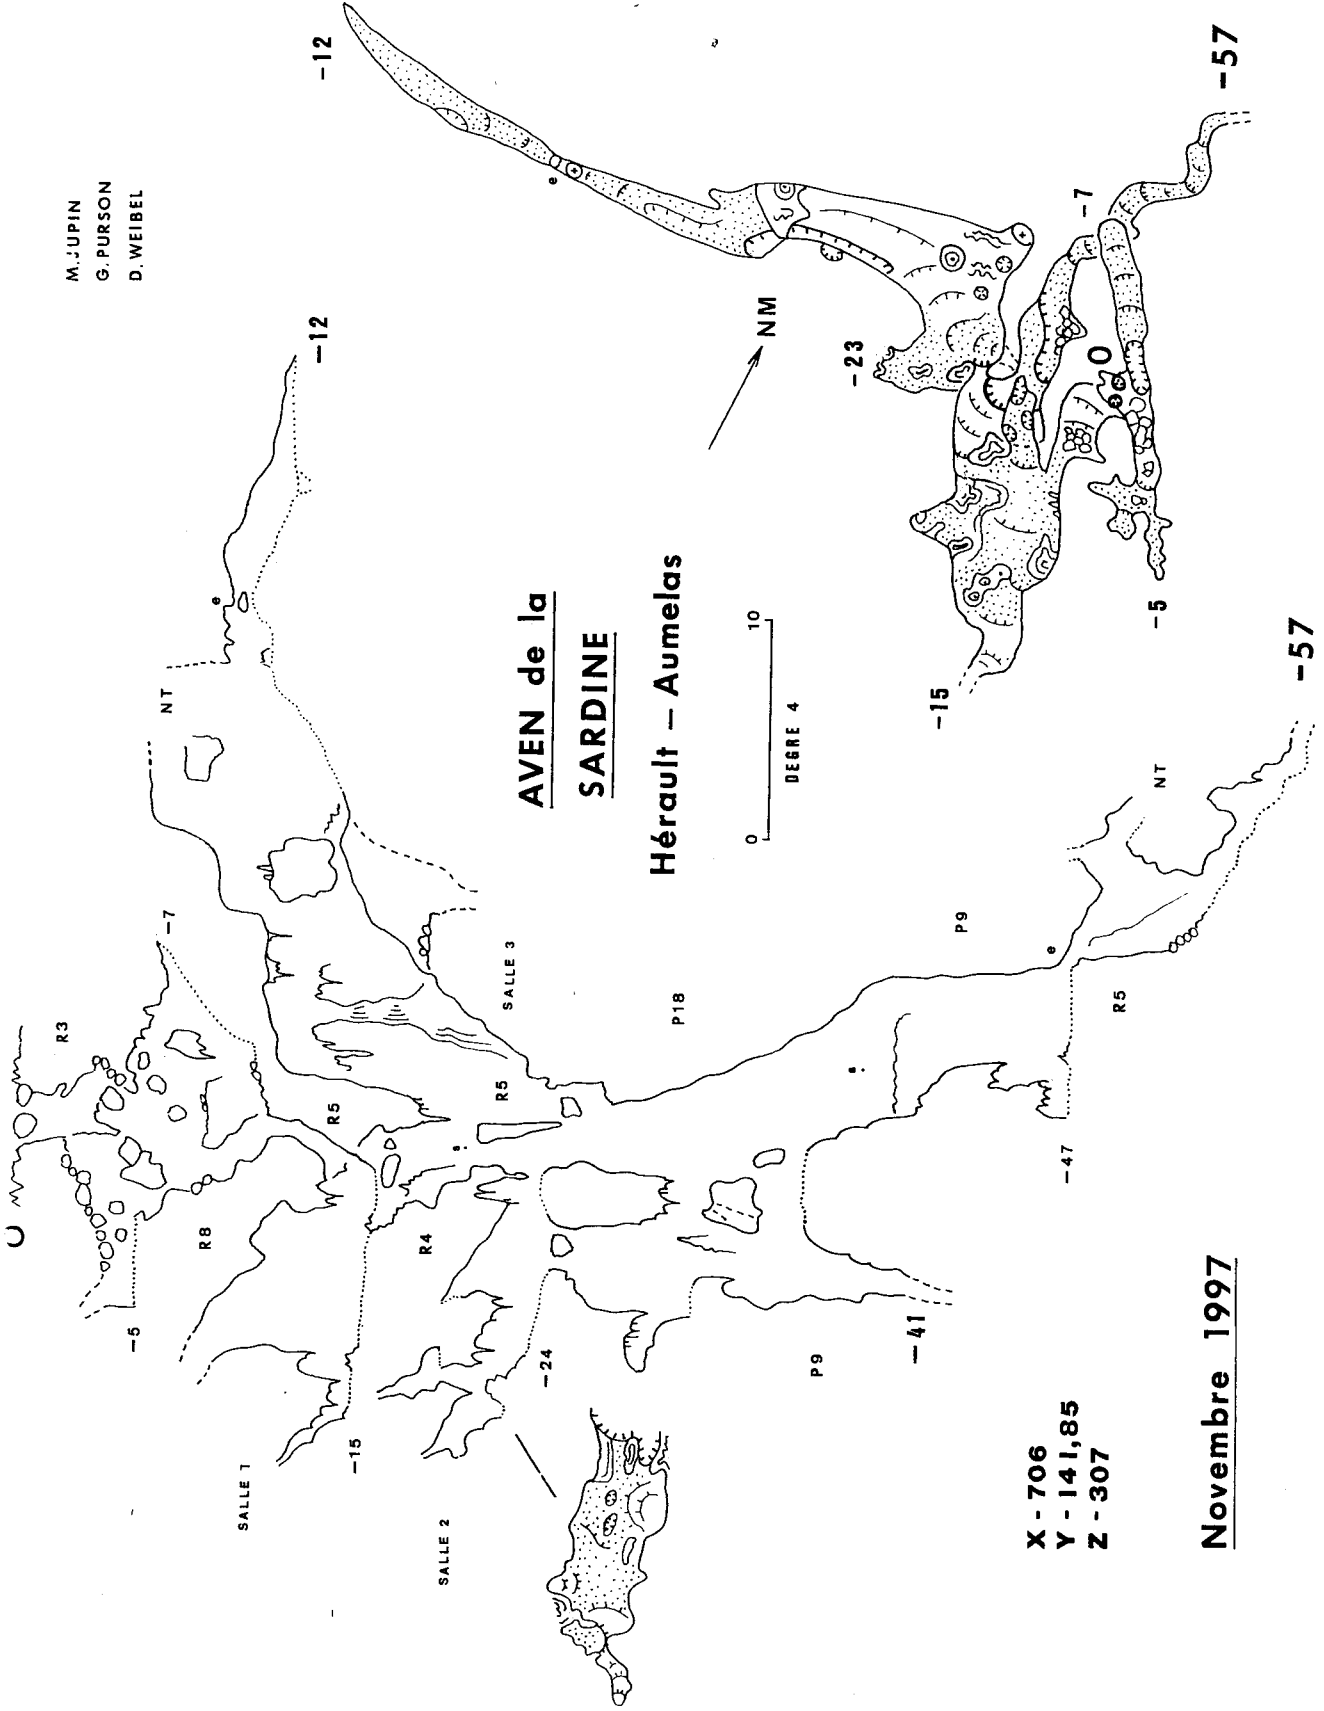 M. JUPIN
G. PURSON
D. WEIBEL
AVEN de la
SARDINE
Hérault – Aumelas
0 10
DEGRE 4
NM
X - 706
Y - 141,85
Z - 307
Novembre 1997
O
R3
-5
-7
R8
R5
SALLE 1
-15
NT
e
-12
R4
R5
SALLE 3
SALLE 2
-24
P18
P9
-41
P9
e
-47
R5
NT
-57
-12
e
-23
-7
O
-15
-5
-57